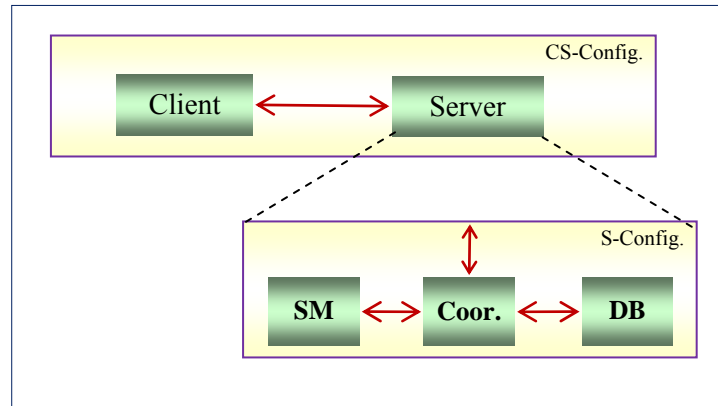 CS-Config.
Client
Server
S-Config.
SM
Coor.
DB